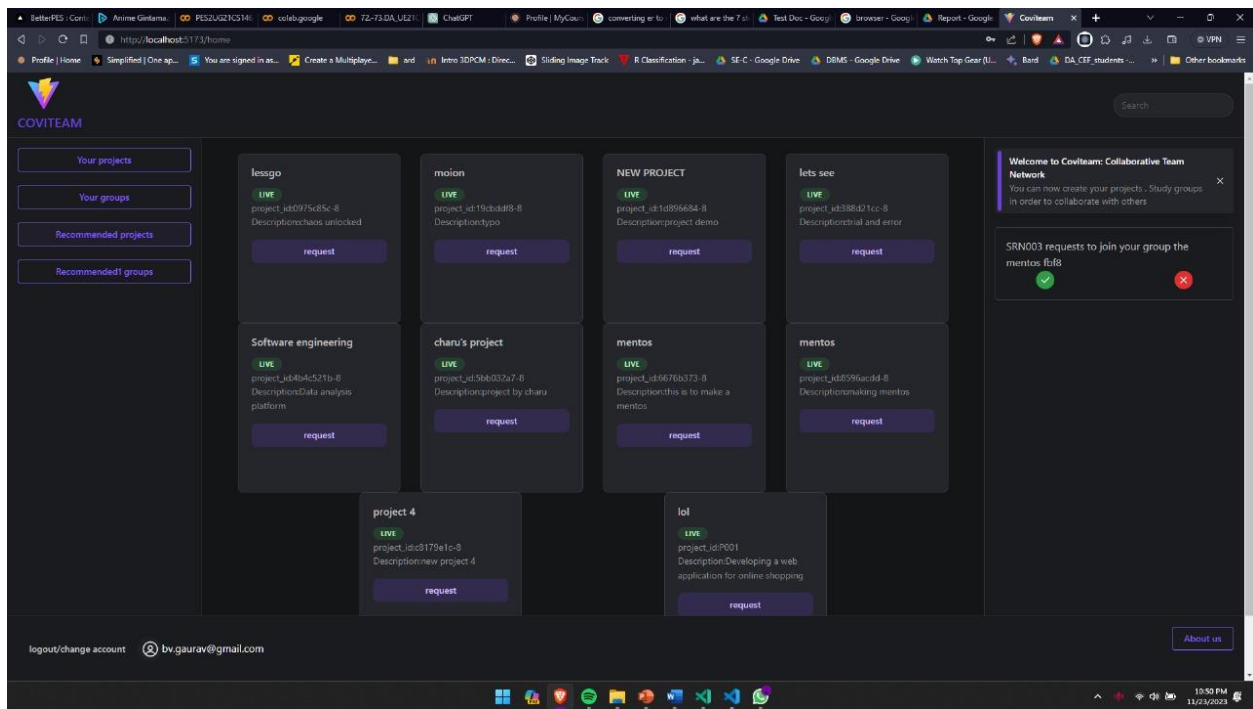 BetterPES : Conte
Anime Gintama.
PES2UG21CS146
colab.google
72.-73.DA_UE21C
ChatGPT
Profile | MyCours
converting er to
what are the 7 st
Test Doc - Googl
browser - Googl
Report - Google
Coviteam
http://localhost:5173/home
VPN
Profile | Home
Simplified | One ap...
You are signed in as...
Create a Multiplaye...
ard
Intro 3DPCM : Direc...
Sliding Image Track
R Classification - ja...
SE-C - Google Drive
DBMS - Google Drive
Watch Top Gear (U...
Bard
DA_CEF_students -...
Other bookmarks
COVITEAM
Search
Your projects
Your groups
Recommended projects
Recommended1 groups
lessgo
LIVE
project_id:0975c85c-8
Description:chaos unlocked
request
moion
LIVE
project_id:19cbddf8-8
Description:typo
request
NEW PROJECT
LIVE
project_id:1d896684-8
Description:project demo
request
lets see
LIVE
project_id:388d21cc-8
Description:trial and error
request
Software engineering
LIVE
project_id:4b4c521b-8
Description:Data analysis
platform
request
charu's project
LIVE
project_id:5bb032a7-8
Description:project by charu
request
mentos
LIVE
project_id:6676b373-8
Description:this is to make a
mentos
request
mentos
LIVE
project_id:8596acdd-8
Description:making mentos
request
project 4
LIVE
project_id:c8179e1c-8
Description:new project 4
request
lol
LIVE
project_id:P001
Description:Developing a web
application for online shopping
request
Welcome to Coviteam: Collaborative Team
Network
You can now create your projects . Study groups
in order to collaborate with others
SRN003 requests to join your group the
mentos fbf8
logout/change account
bv.gaurav@gmail.com
About us
10:50 PM
11/23/2023